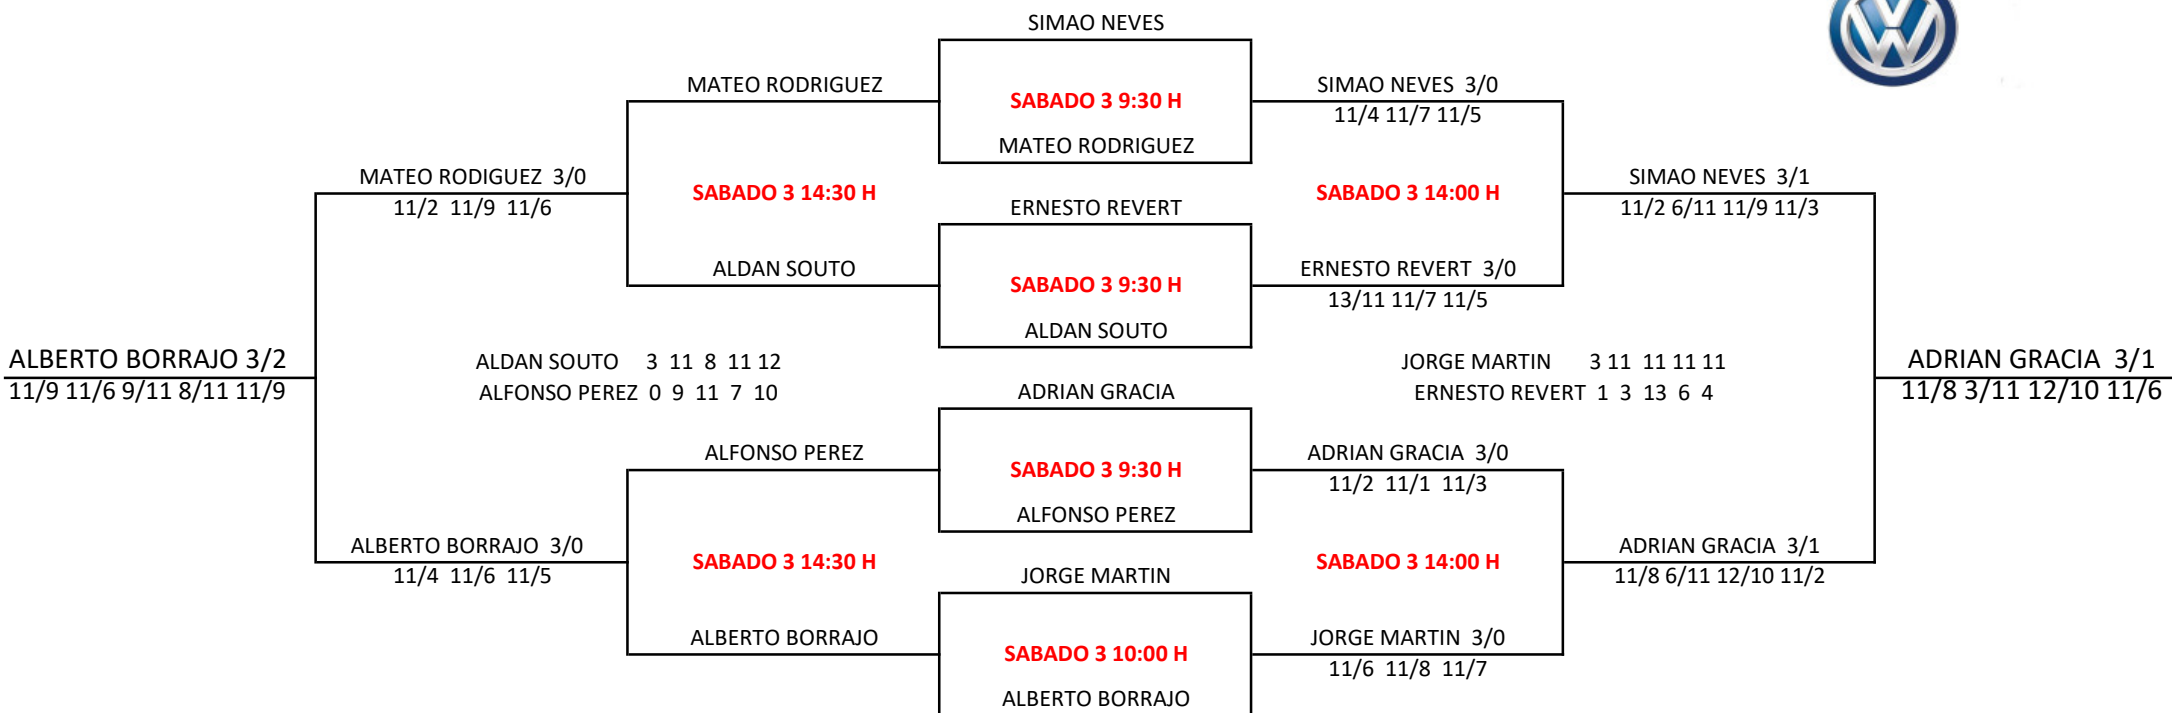 SIMAO NEVES
MATEO RODRIGUEZ
SABADO 3 9:30 H
SIMAO NEVES 3/0
11/4 11/7 11/5
MATEO RODRIGUEZ
MATEO RODIGUEZ 3/0
11/2 11/9 11/6
SABADO 3 14:30 H
ERNESTO REVERT
SABADO 3 14:00 H
SIMAO NEVES 3/1
11/2 6/11 11/9 11/3
ALDAN SOUTO
SABADO 3 9:30 H
ERNESTO REVERT 3/0
13/11 11/7 11/5
ALDAN SOUTO
ALBERTO BORRAJO 3/2
11/9 11/6 9/11 8/11 11/9
ALDAN SOUTO 3 11 8 11 12
ALFONSO PEREZ 0 9 11 7 10
ADRIAN GRACIA
JORGE MARTIN 3 11 11 11 11
ERNESTO REVERT 1 3 13 6 4
ADRIAN GRACIA 3/1
11/8 3/11 12/10 11/6
ALFONSO PEREZ
SABADO 3 9:30 H
ADRIAN GRACIA 3/0
11/2 11/1 11/3
ALFONSO PEREZ
ALBERTO BORRAJO 3/0
11/4 11/6 11/5
SABADO 3 14:30 H
JORGE MARTIN
SABADO 3 14:00 H
ADRIAN GRACIA 3/1
11/8 6/11 12/10 11/2
ALBERTO BORRAJO
SABADO 3 10:00 H
JORGE MARTIN 3/0
11/6 11/8 11/7
ALBERTO BORRAJO